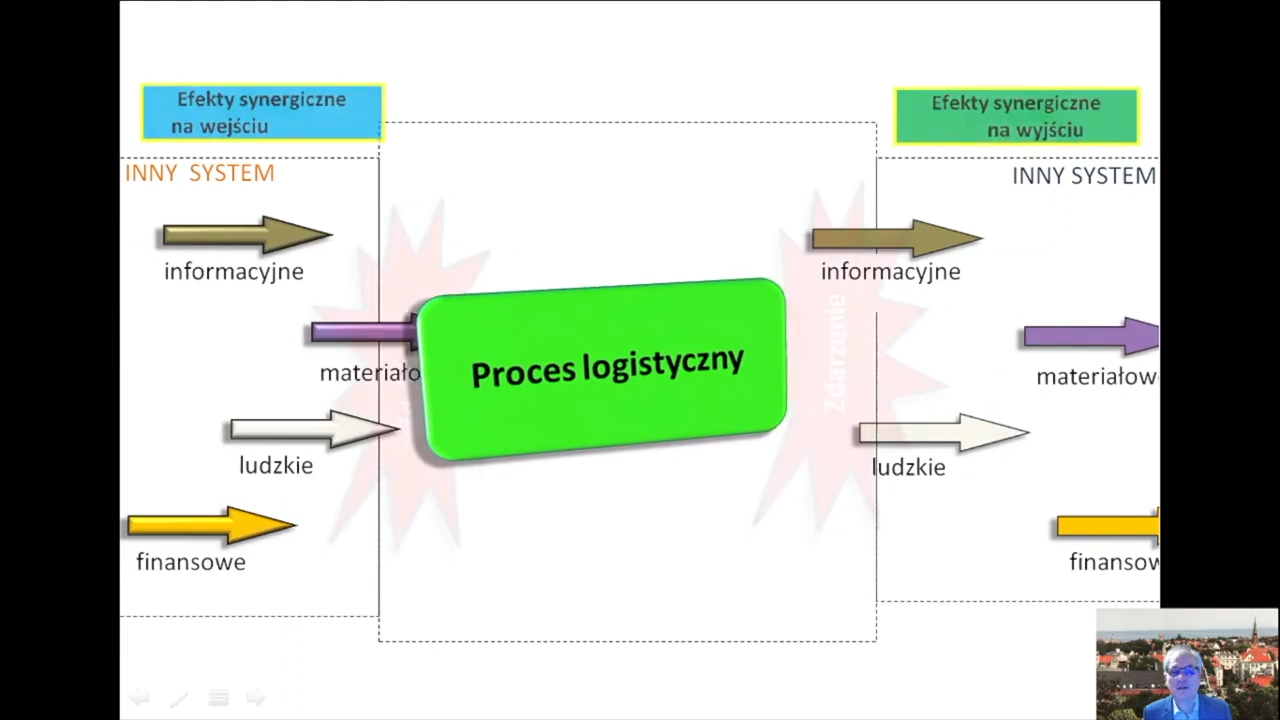 Efekty synergiczne
na wejściu
Efekty synergiczne
na wyjściu
INNY SYSTEM
INNY SYSTEM
informacyjne
informacyjne
Zdarzenie
Proces logistyczny
materiało
materiałow
ludzkie
ludzkie
finansowe
finansow